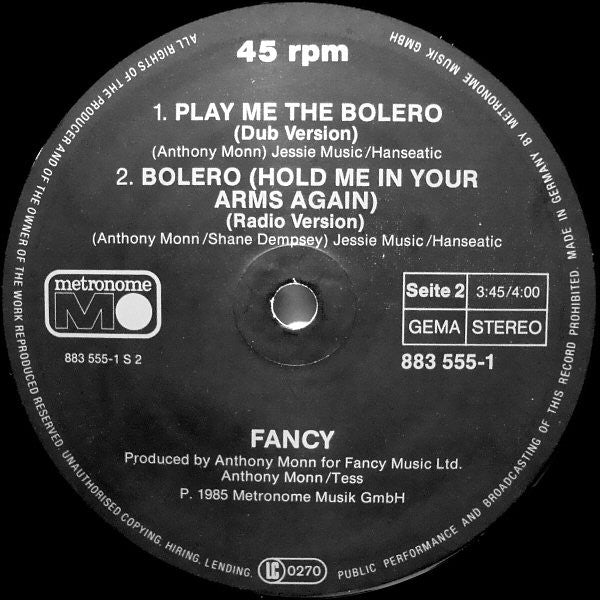 45 rpm
1. PLAY ME THE BOLERO
(Dub Version)
(Anthony Monn) Jessie Music/Hanseatic
2. BOLERO (HOLD ME IN YOUR
ARMS AGAIN)
(Radio Version)
(Anthony Monn/Shane Dempsey) Jessie Music/Hanseatic
metronome
M
883 555-1 S 2
Seite 2 3:45/4:00
GEMA STEREO
883 555-1
FANCY
Produced by Anthony Monn for Fancy Music Ltd.
Anthony Monn/Tess
P. 1985 Metronome Musik GmbH
LC 0270
ALL RIGHTS OF THE PRODUCER AND OF THE OWNER OF THE WORK REPRODUCED RESERVED. UNAUTHORISED COPYING, HIRING, LENDING, PUBLIC PERFORMANCE AND BROADCASTING OF THIS RECORD PROHIBITED. MADE IN GERMANY BY METRONOME MUSIK GMBH